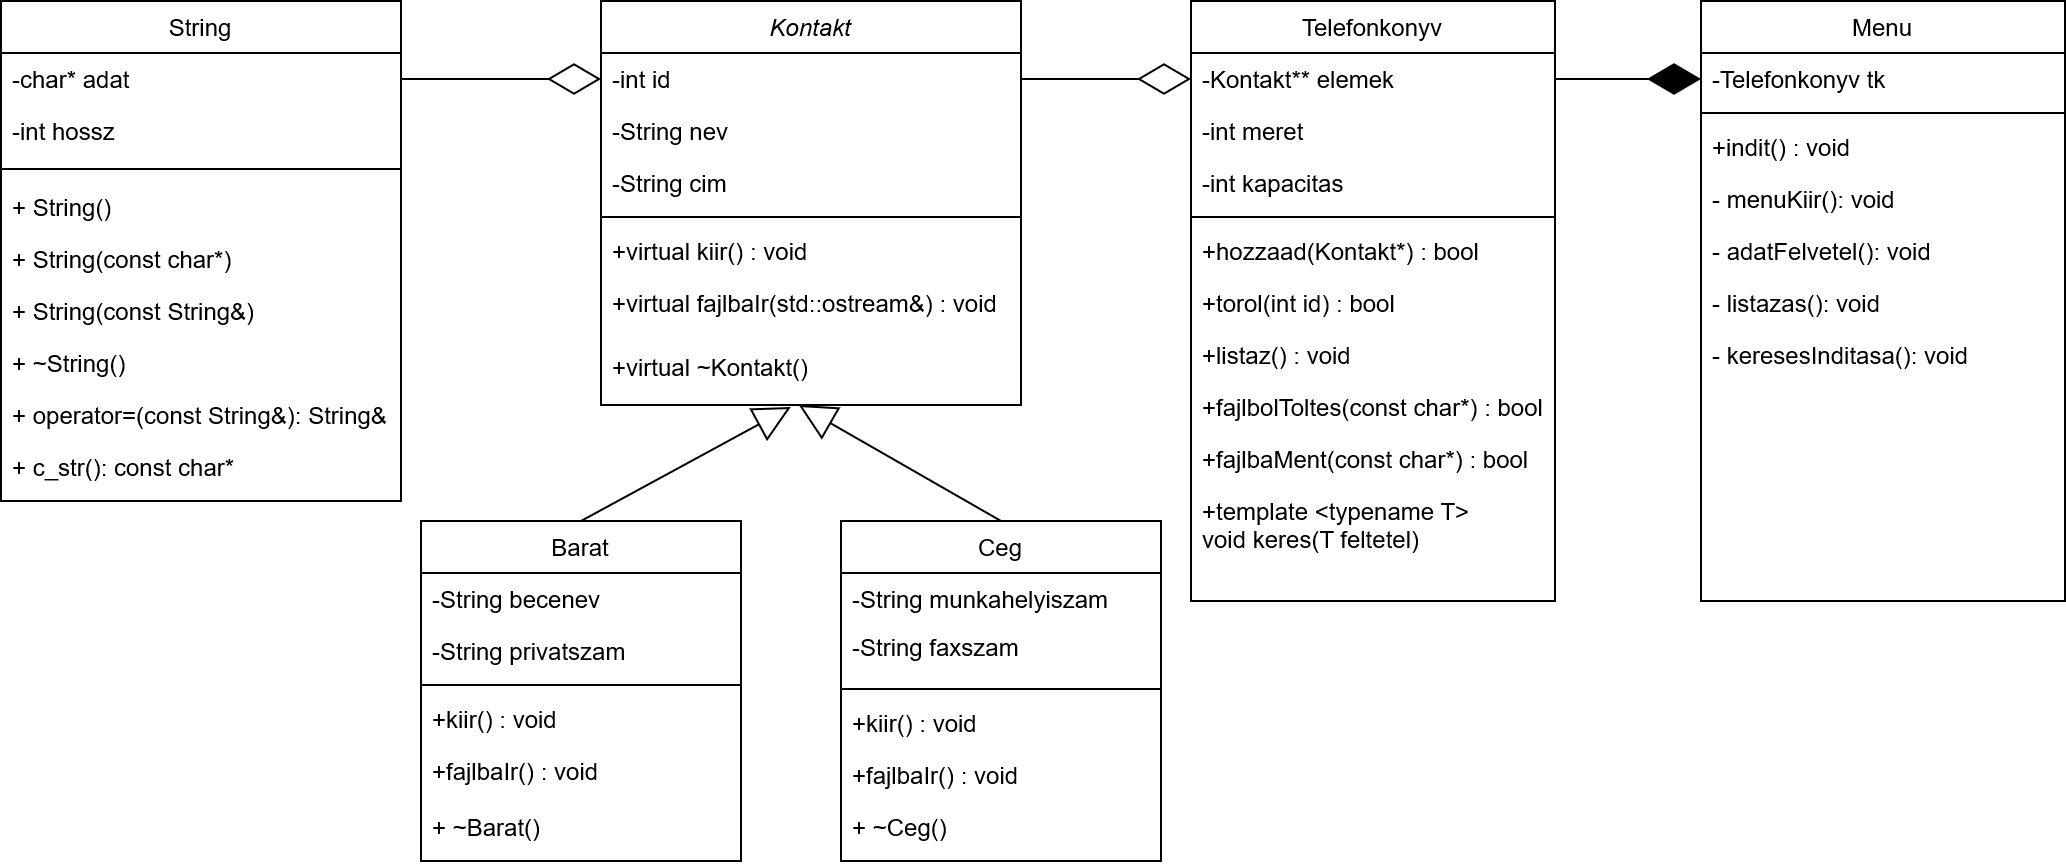 String
-char* adat
-int hossz
+ String()
+ String(const char*)
+ String(const String&)
+ ~String()
+ operator=(const String&): String&
+ c_str(): const char*
Kontakt
-int id
-String nev
-String cim
+virtual kiir() : void
+virtual fajlbaIr(std::ostream&) : void
+virtual ~Kontakt()
Telefonkonyv
-Kontakt** elemek
-int meret
-int kapacitas
+hozzaad(Kontakt*) : bool
+torol(int id) : bool
+listaz() : void
+fajlbolToltes(const char*) : bool
+fajlbaMent(const char*) : bool
+template <typename T>
void keres(T feltetel)
Menu
-Telefonkonyv tk
+indit() : void
- menuKiir(): void
- adatFelvetel(): void
- listazas(): void
- keresesInditasa(): void
Barat
-String becenev
-String privatszam
+kiir() : void
+fajlbaIr() : void
+ ~Barat()
Ceg
-String munkahelyiszam
-String faxszam
+kiir() : void
+fajlbaIr() : void
+ ~Ceg()